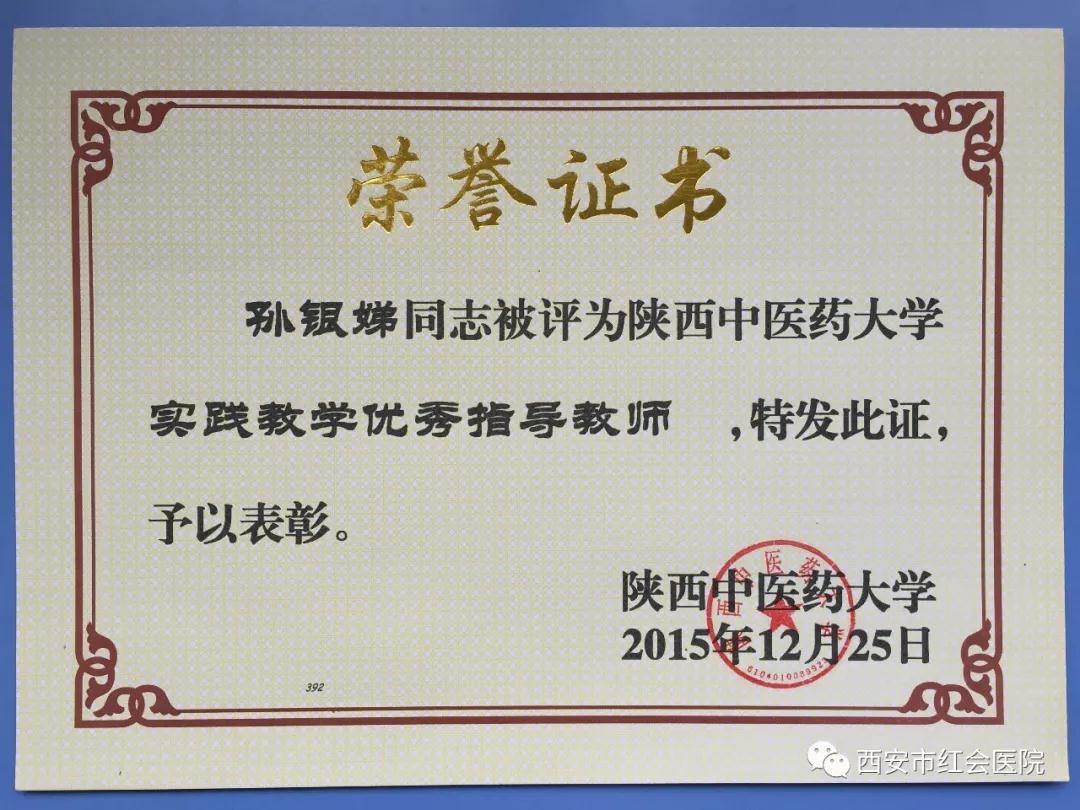 荣誉证书
孙银娣同志被评为陕西中医药大学
实践教学优秀指导教师,特发此证,
予以表彰。
陕西中医药大学
2015年12月25日
392
西安市红会医院